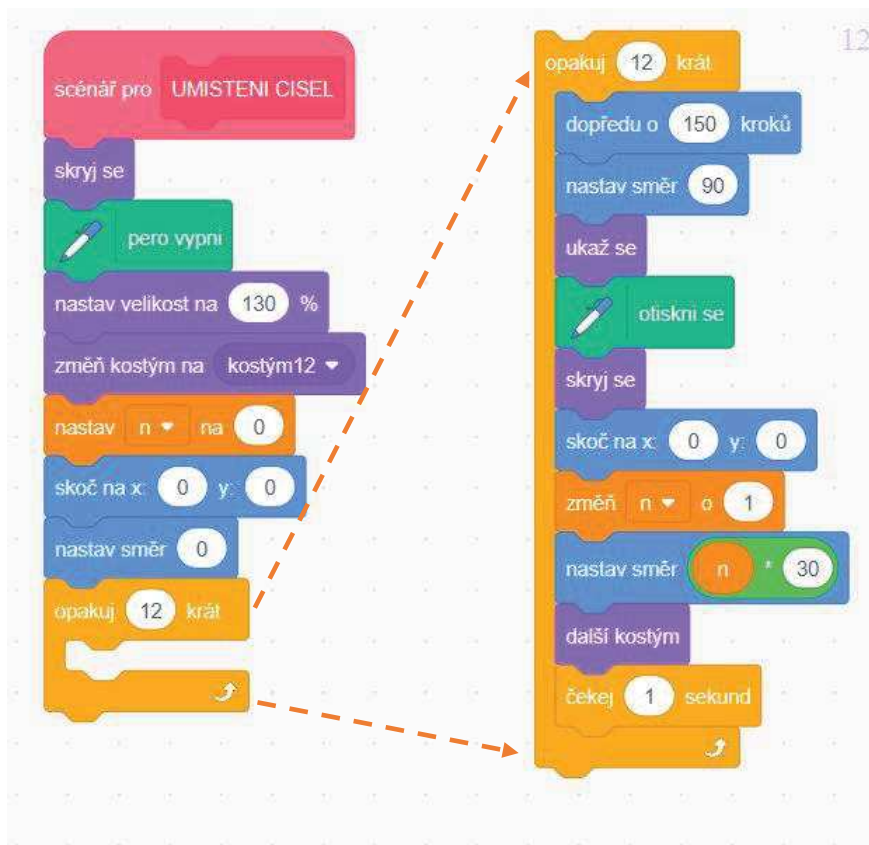 scénář pro UMISTENI CISEL
skryj se
pero vypni
nastav velikost na 130 %
změň kostým na kostým12
nastav n na 0
skoč na x: 0 y: 0
nastav směr 0
opakuj 12 krát
opakuj 12 krát
dopředu o 150 kroků
nastav směr 90
ukaž se
otiskni se
skryj se
skoč na x: 0 y: 0
změň n o 1
nastav směr n * 30
další kostým
čekej 1 sekund
12